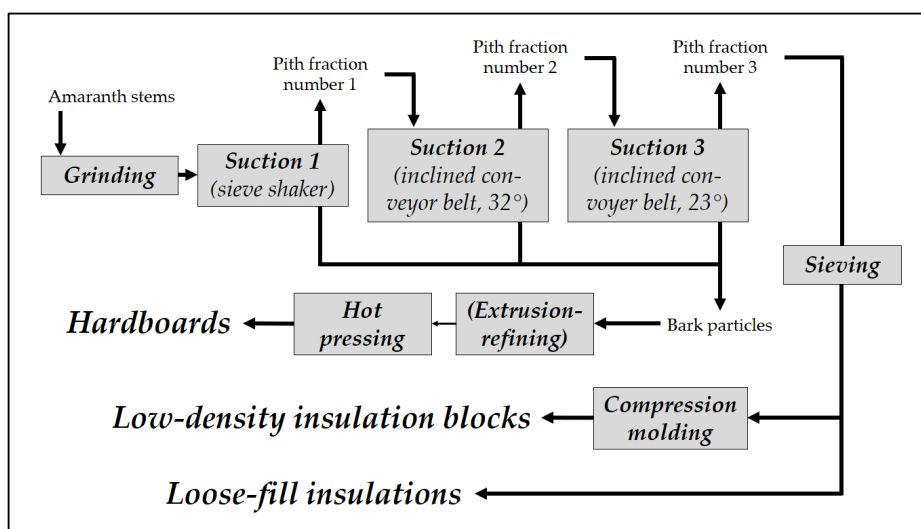 Amaranth stems
Grinding
Pith fraction
number 1
Suction 1
(sieve shaker)
Pith fraction
number 2
Suction 2
(inclined con-
veyor belt, 32°)
Pith fraction
number 3
Suction 3
(inclined con-
voyer belt, 23°)
Sieving
Bark particles
(Extrusion-
refining)
Hot
pressing
Hardboards
Compression
molding
Low-density insulation blocks
Loose-fill insulations